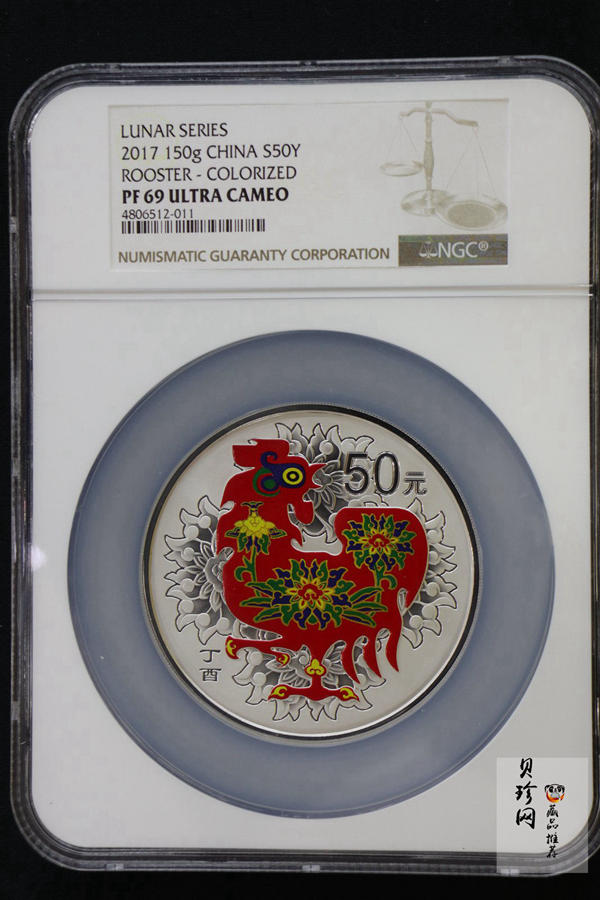 LUNAR SERIES
2017 150g CHINA S50Y
ROOSTER - COLORIZED
PF 69 ULTRA CAMEO
4806512-011
NUMISMATIC GUARANTY CORPORATION
NGC®
50元
丁酉
贝珍网
藏品
推荐